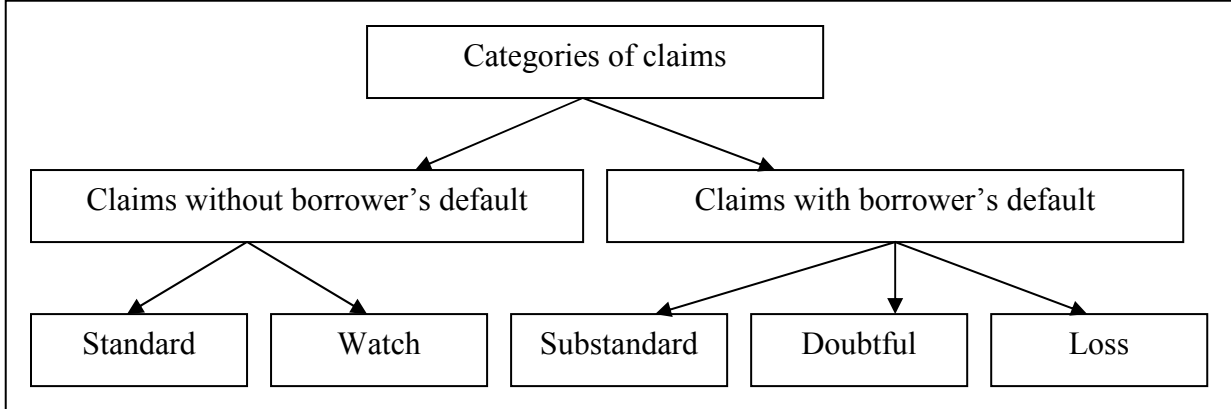 Categories of claims
Claims without borrower’s default
Claims with borrower’s default
Standard
Watch
Substandard
Doubtful
Loss